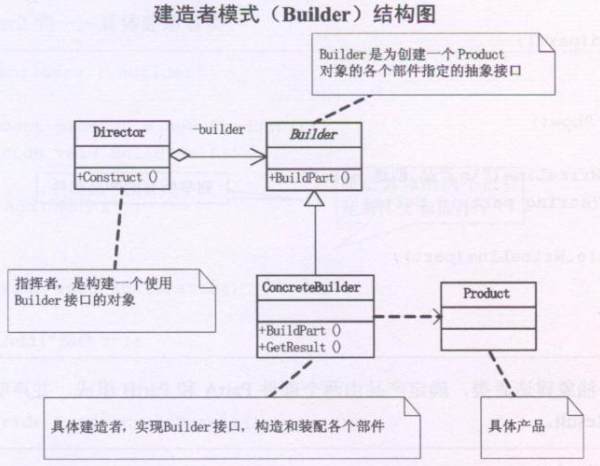 建造者模式（Builder）结构图
Builder是为创建一个Product
对象的各个部件指定的抽象接口
Director
+Construct ()
-builder
Builder
+BuildPart ()
指挥者，是构建一个使用
Builder接口的对象
ConcreteBuilder
+BuildPart ()
+GetResult ()
Product
具体建造者，实现Builder接口，构造和装配各个部件
具体产品